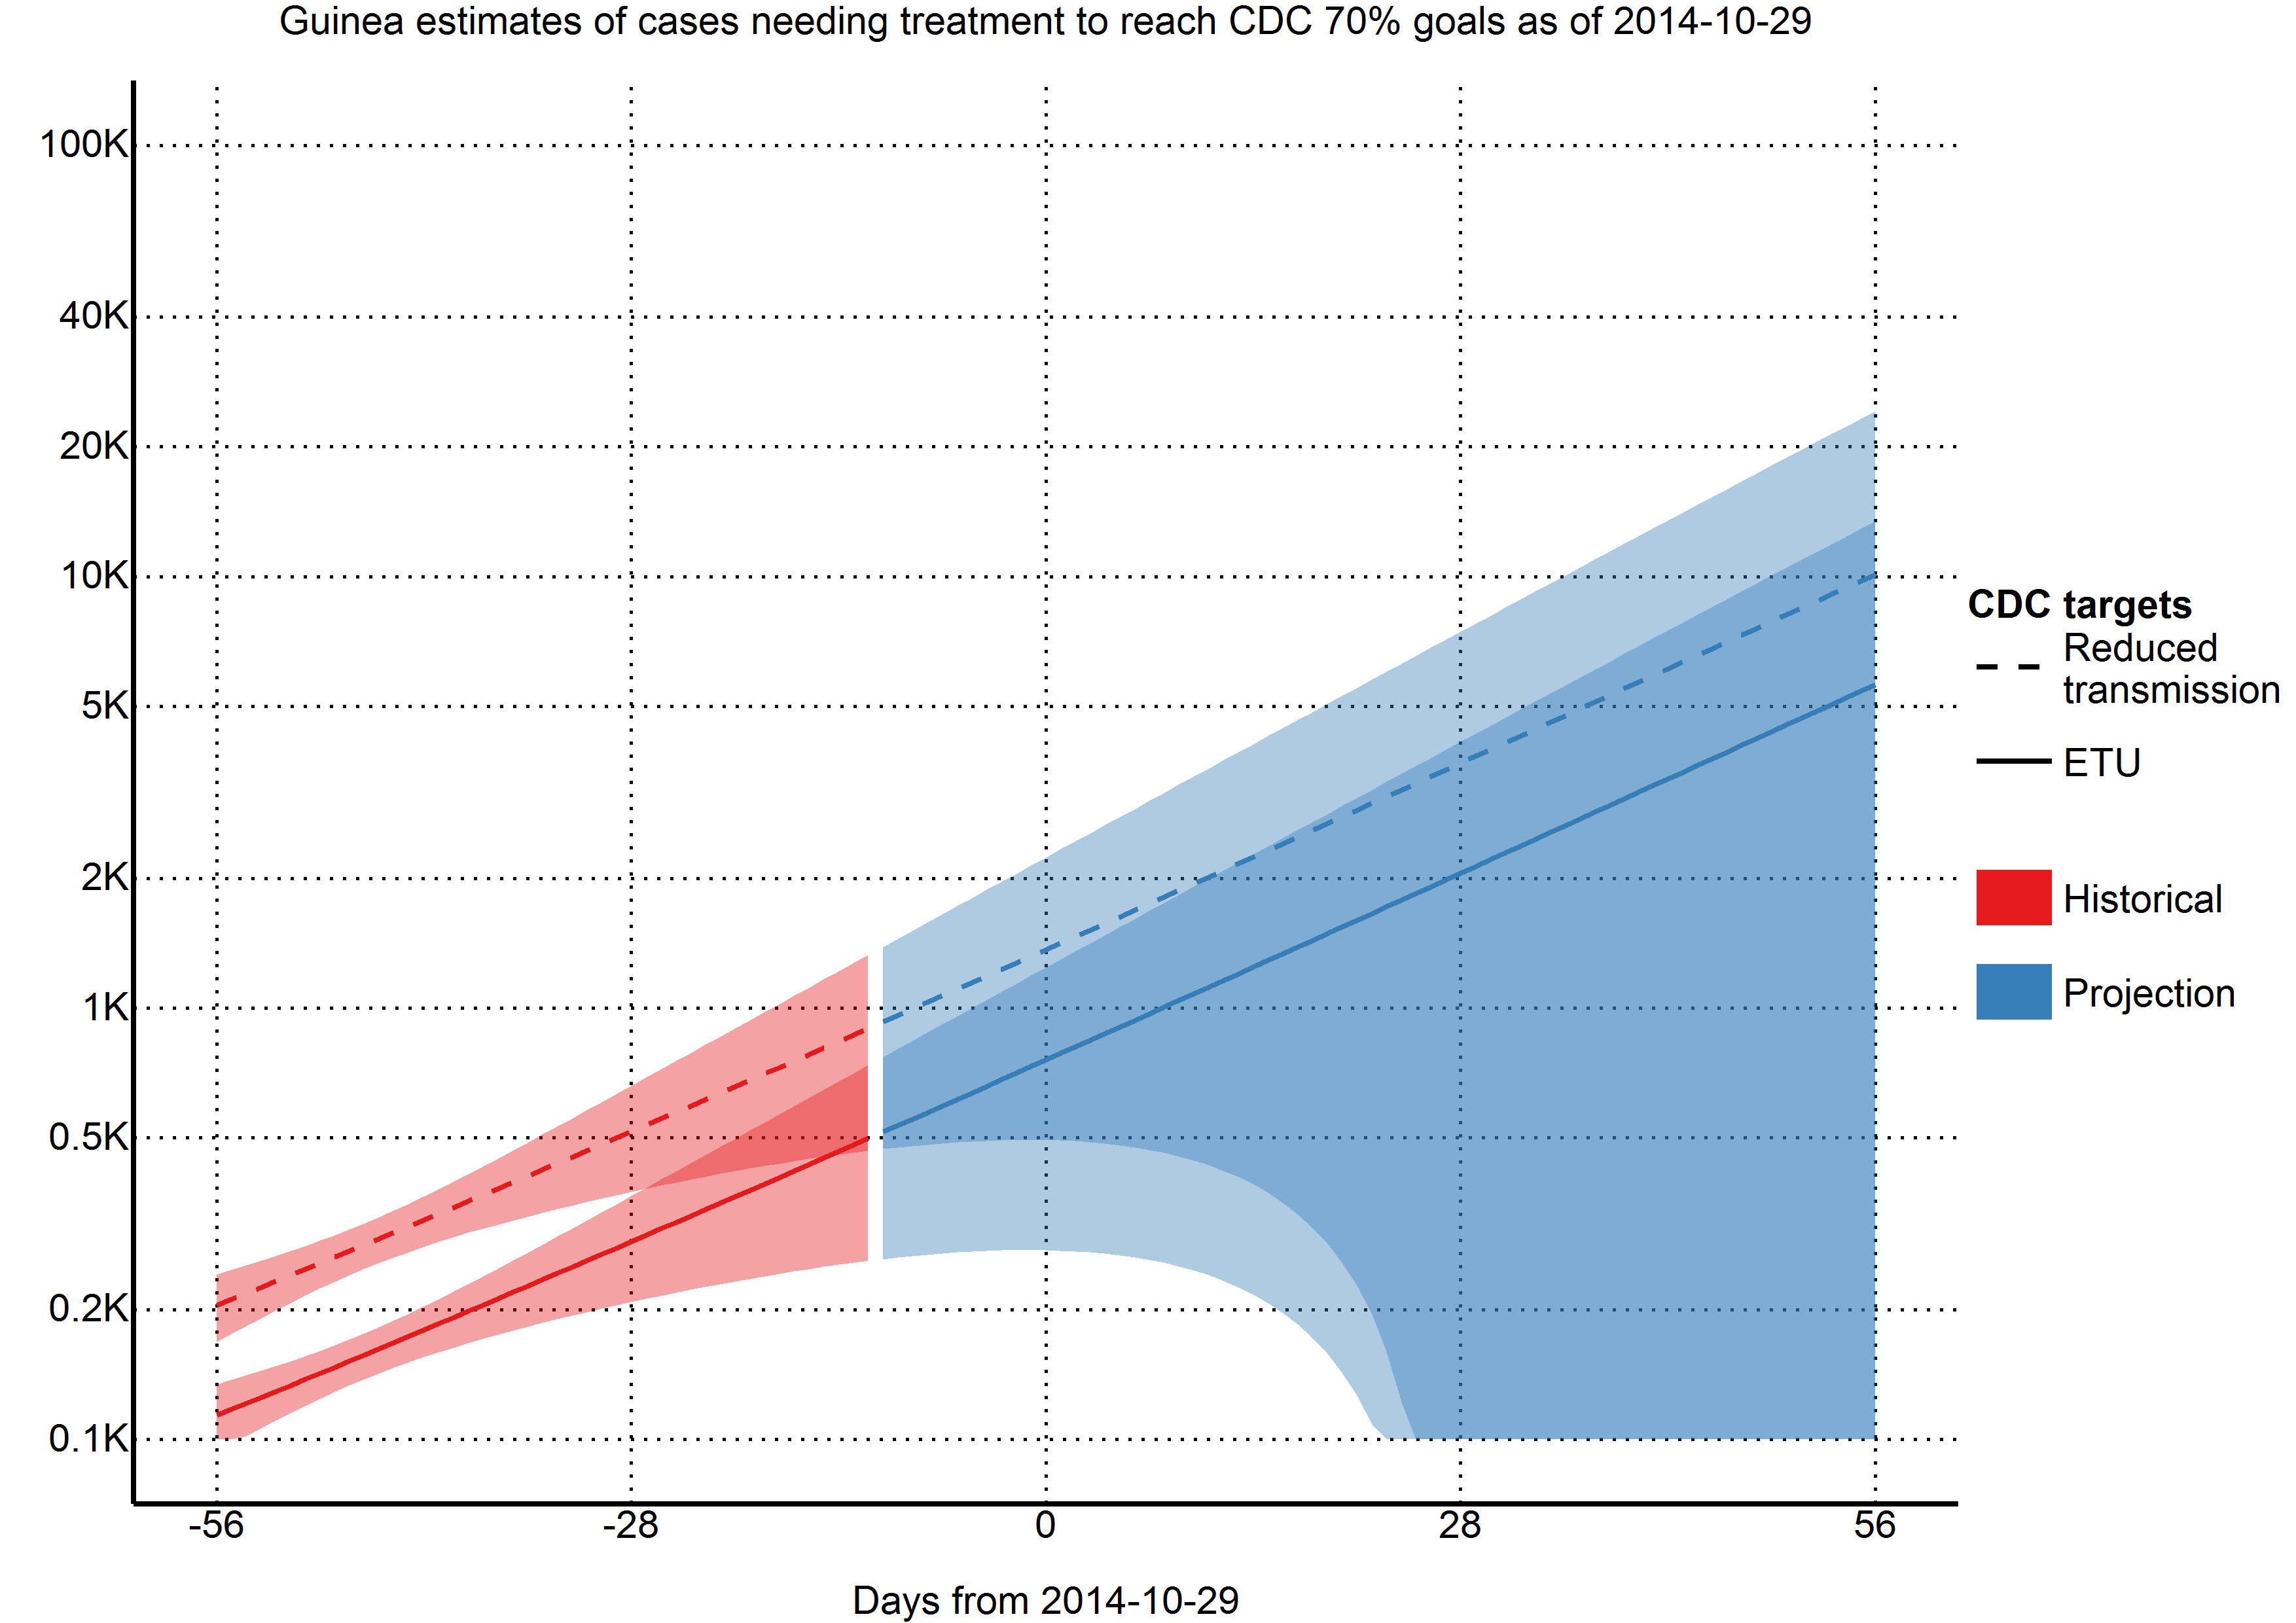 Guinea estimates of cases needing treatment to reach CDC 70% goals as of 2014-10-29
100K
40K
20K
10K
5K
2K
1K
0.5K
0.2K
0.1K
-56
-28
0
28
56
Days from 2014-10-29
CDC targets
Reduced
transmission
ETU
Historical
Projection